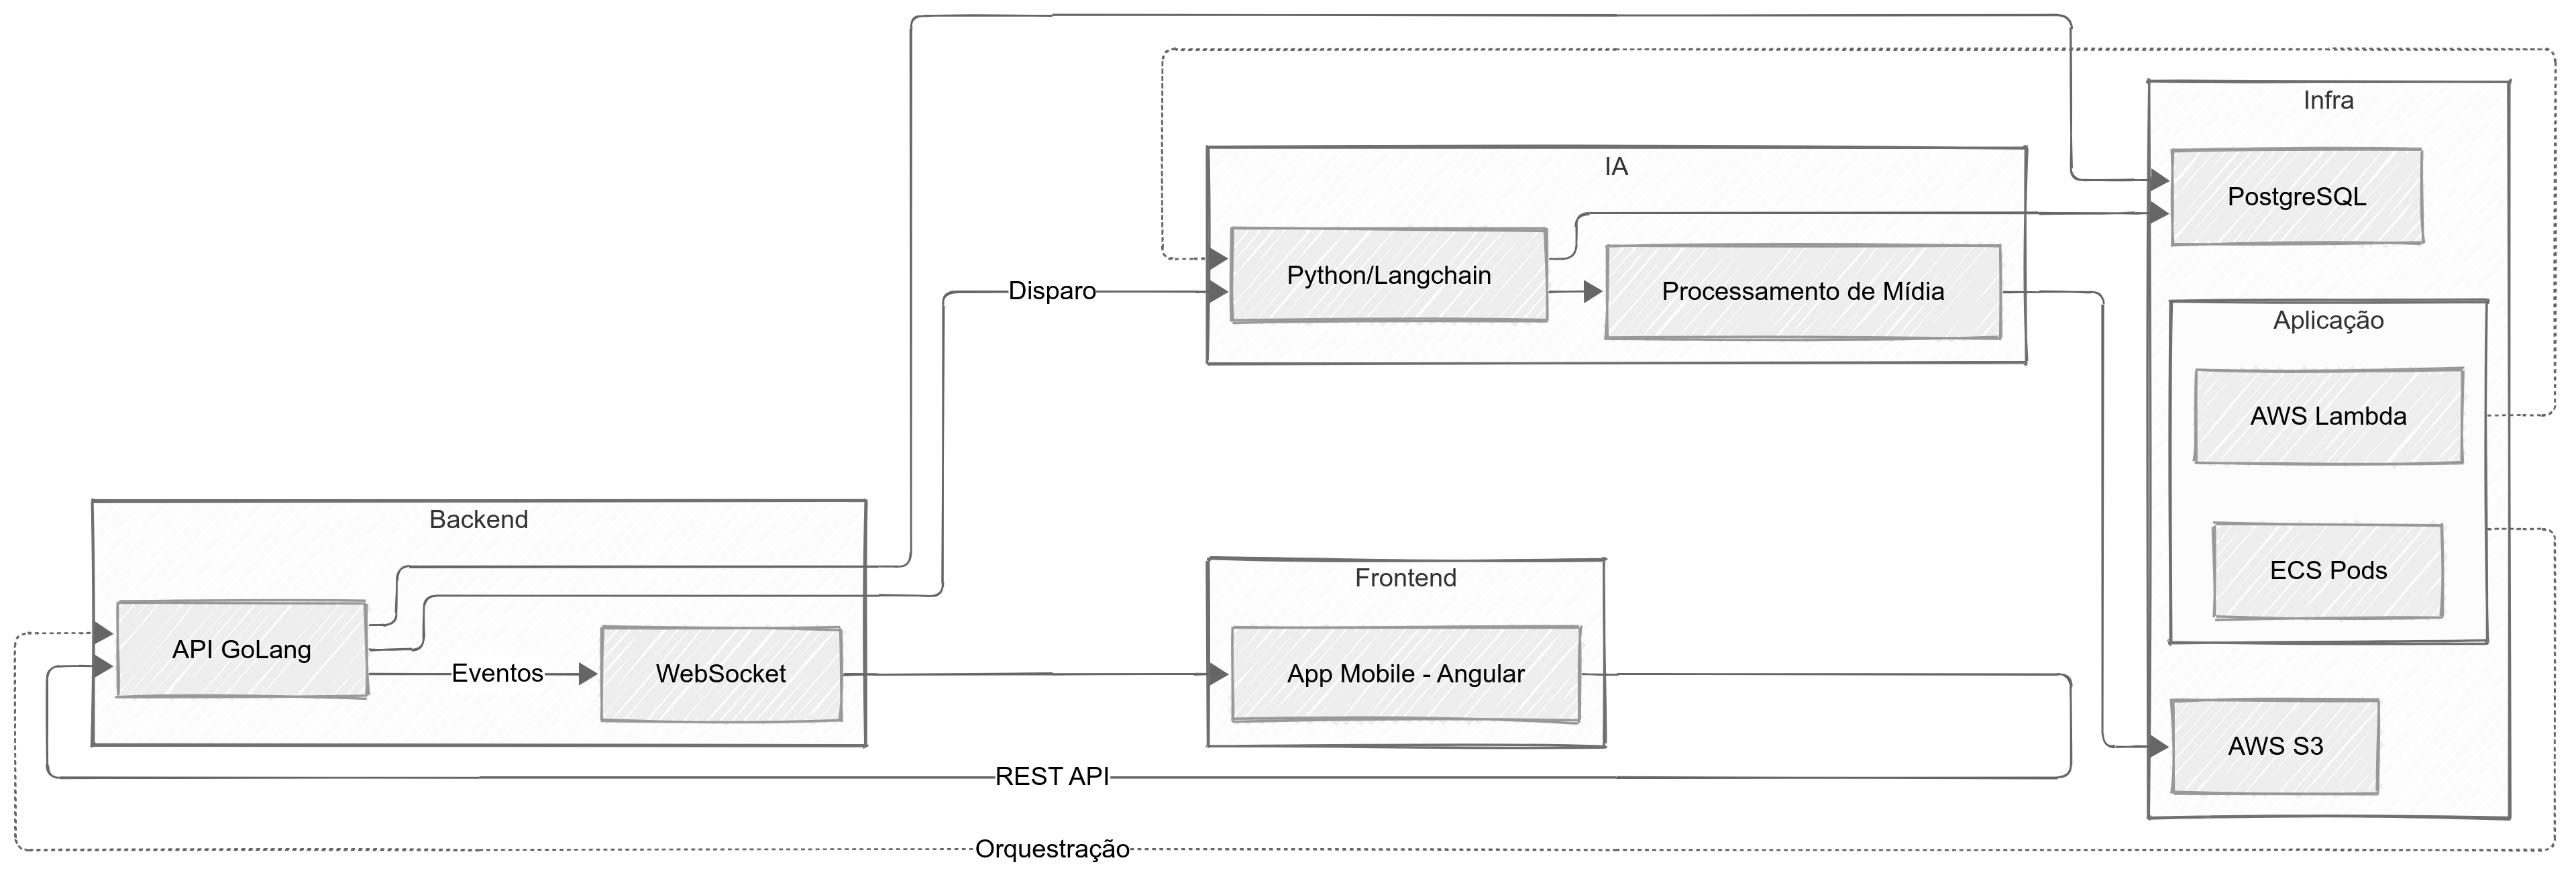 Infra
PostgreSQL
IA
Python/Langchain
Processamento de Mídia
Disparo
Aplicação
AWS Lambda
ECS Pods
AWS S3
Backend
API GoLang
Eventos
WebSocket
Frontend
App Mobile - Angular
REST API
Orquestração